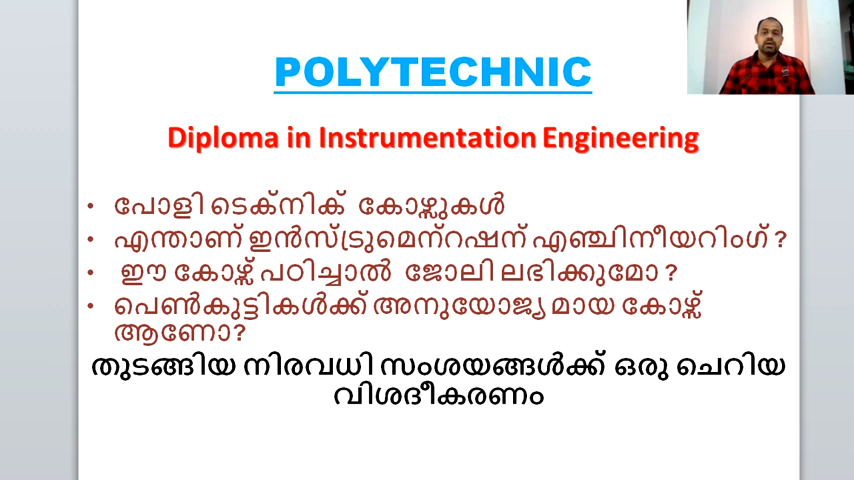 POLYTECHNIC
Diploma in Instrumentation Engineering
• പോളി ടെക്നിക് കോഴ്സുകൾ
• എന്താണ് ഇൻസ്ട്രുമെന്റഷന് എഞ്ചിനീയറിംഗ് ?
• ഈ കോഴ്സ് പഠിച്ചാൽ ജോലി ലഭിക്കുമോ ?
• പെൺകുട്ടികൾക്ക് അനുയോജ്യമായ കോഴ്സ്
ആണോ?
തുടങ്ങിയ നിരവധി സംശയങ്ങൾക്ക് ഒരു ചെറിയ
വിശദീകരണം